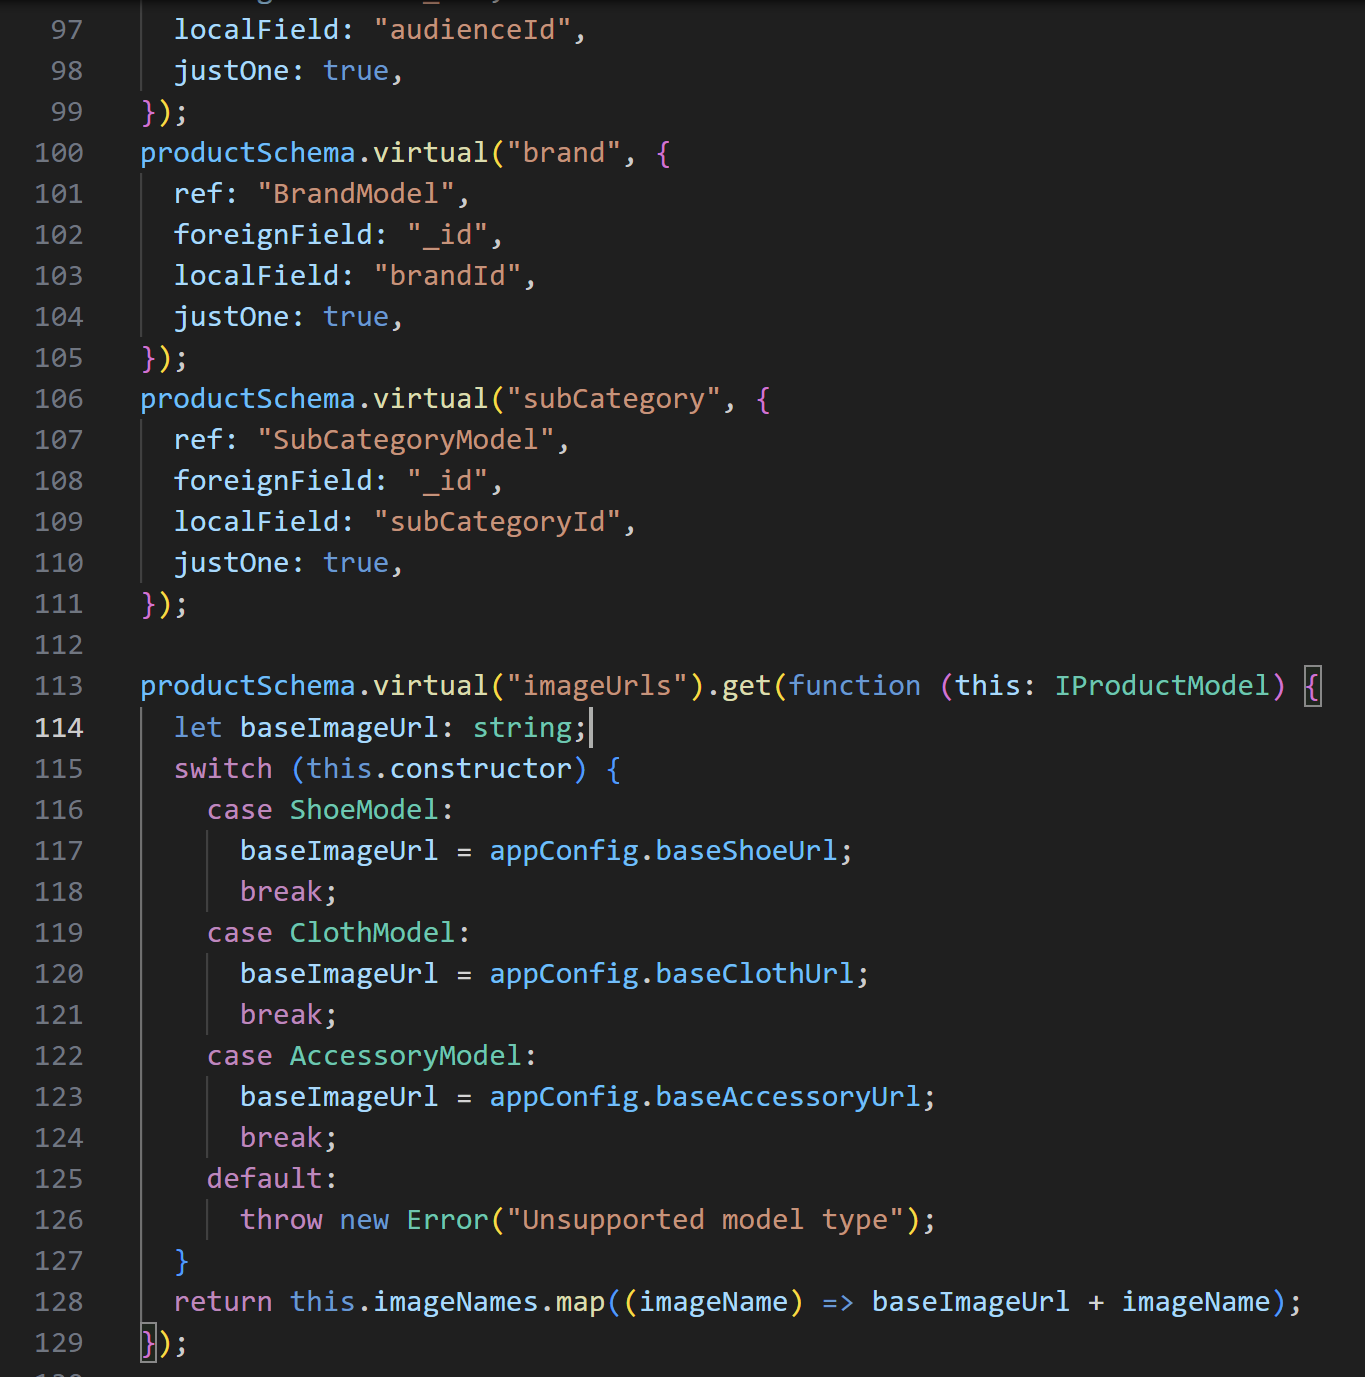 97 localField: "audienceId",
98 justOne: true,
99 });
100 productSchema.virtual("brand", {
101 ref: "BrandModel",
102 foreignField: "_id",
103 localField: "brandId",
104 justOne: true,
105 });
106 productSchema.virtual("subCategory", {
107 ref: "SubCategoryModel",
108 foreignField: "_id",
109 localField: "subCategoryId",
110 justOne: true,
111 });
112
113 productSchema.virtual("imageUrls").get(function (this: IProductModel) {
114 let baseImageUrl: string;
115 switch (this.constructor) {
116 case ShoeModel:
117 baseImageUrl = appConfig.baseShoeUrl;
118 break;
119 case ClothModel:
120 baseImageUrl = appConfig.baseClothUrl;
121 break;
122 case AccessoryModel:
123 baseImageUrl = appConfig.baseAccessoryUrl;
124 break;
125 default:
126 throw new Error("Unsupported model type");
127 }
128 return this.imageNames.map((imageName) => baseImageUrl + imageName);
129 });